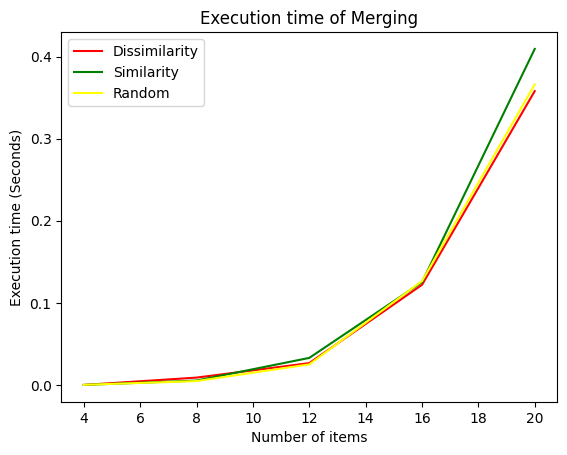 Execution time of Merging
Dissimilarity
Similarity
Random
Execution time (Seconds)
0.4
0.3
0.2
0.1
0.0
4 6 8 10 12 14 16 18 20
Number of items